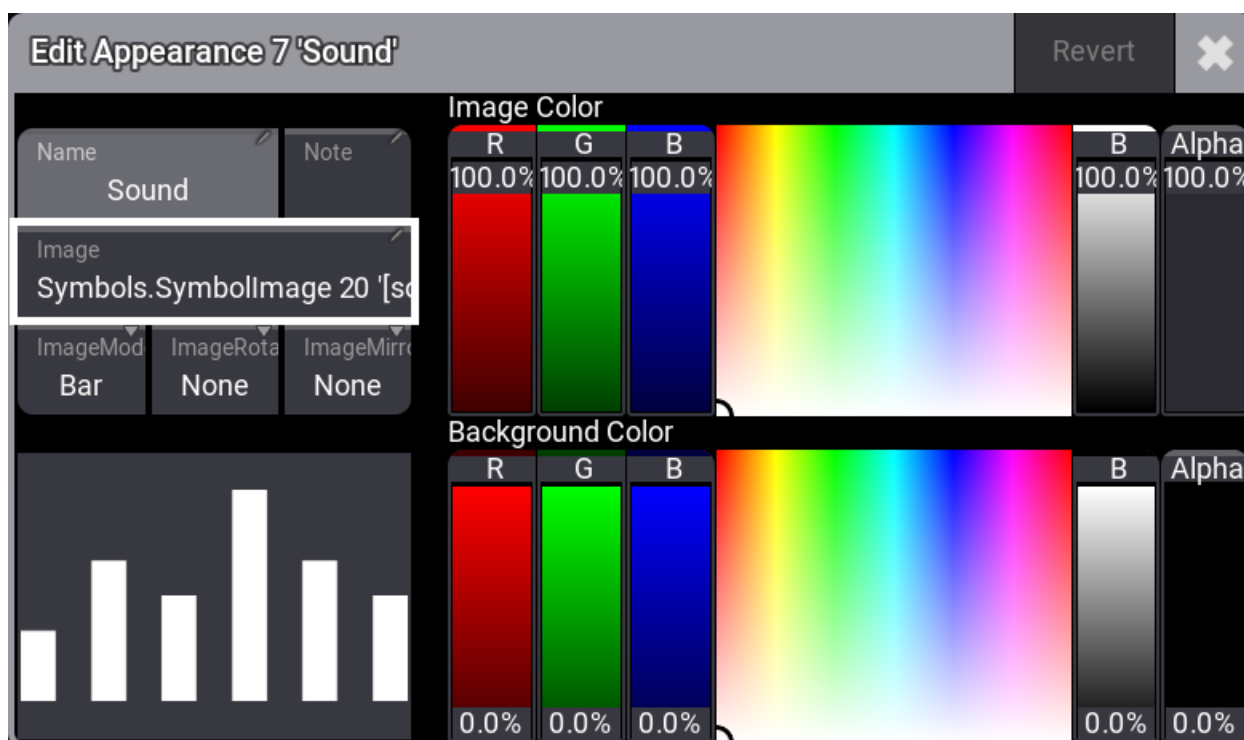 Edit Appearance 7 'Sound'
Revert
Name
Note
Sound
Image
Symbols.SymbolImage 20 '[so
ImageMod
ImageRota
ImageMirro
Bar
None
None
Image Color
R G B B Alpha
100.0% 100.0% 100.0% 100.0% 100.0%
Background Color
R G B B Alpha
0.0% 0.0% 0.0% 0.0% 0.0%